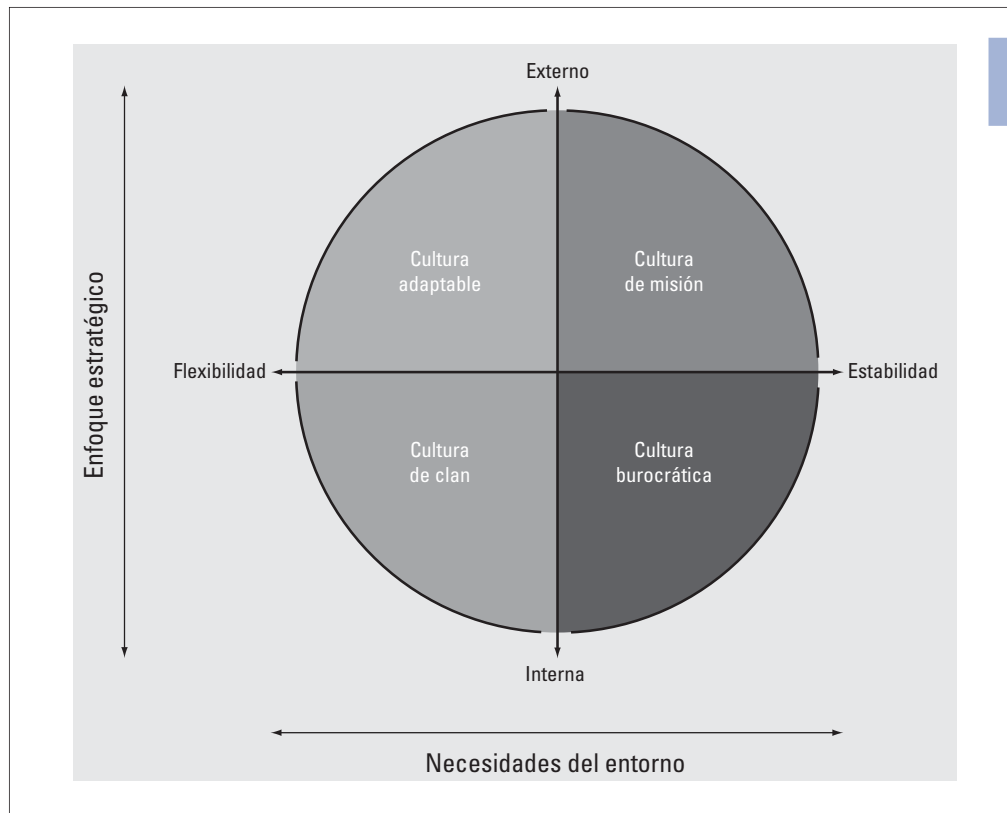 Externo
Enfoque estratégico
Cultura
adaptable
Cultura
de misión
Flexibilidad
Estabilidad
Cultura
de clan
Cultura
burocrática
Interna
Necesidades del entorno